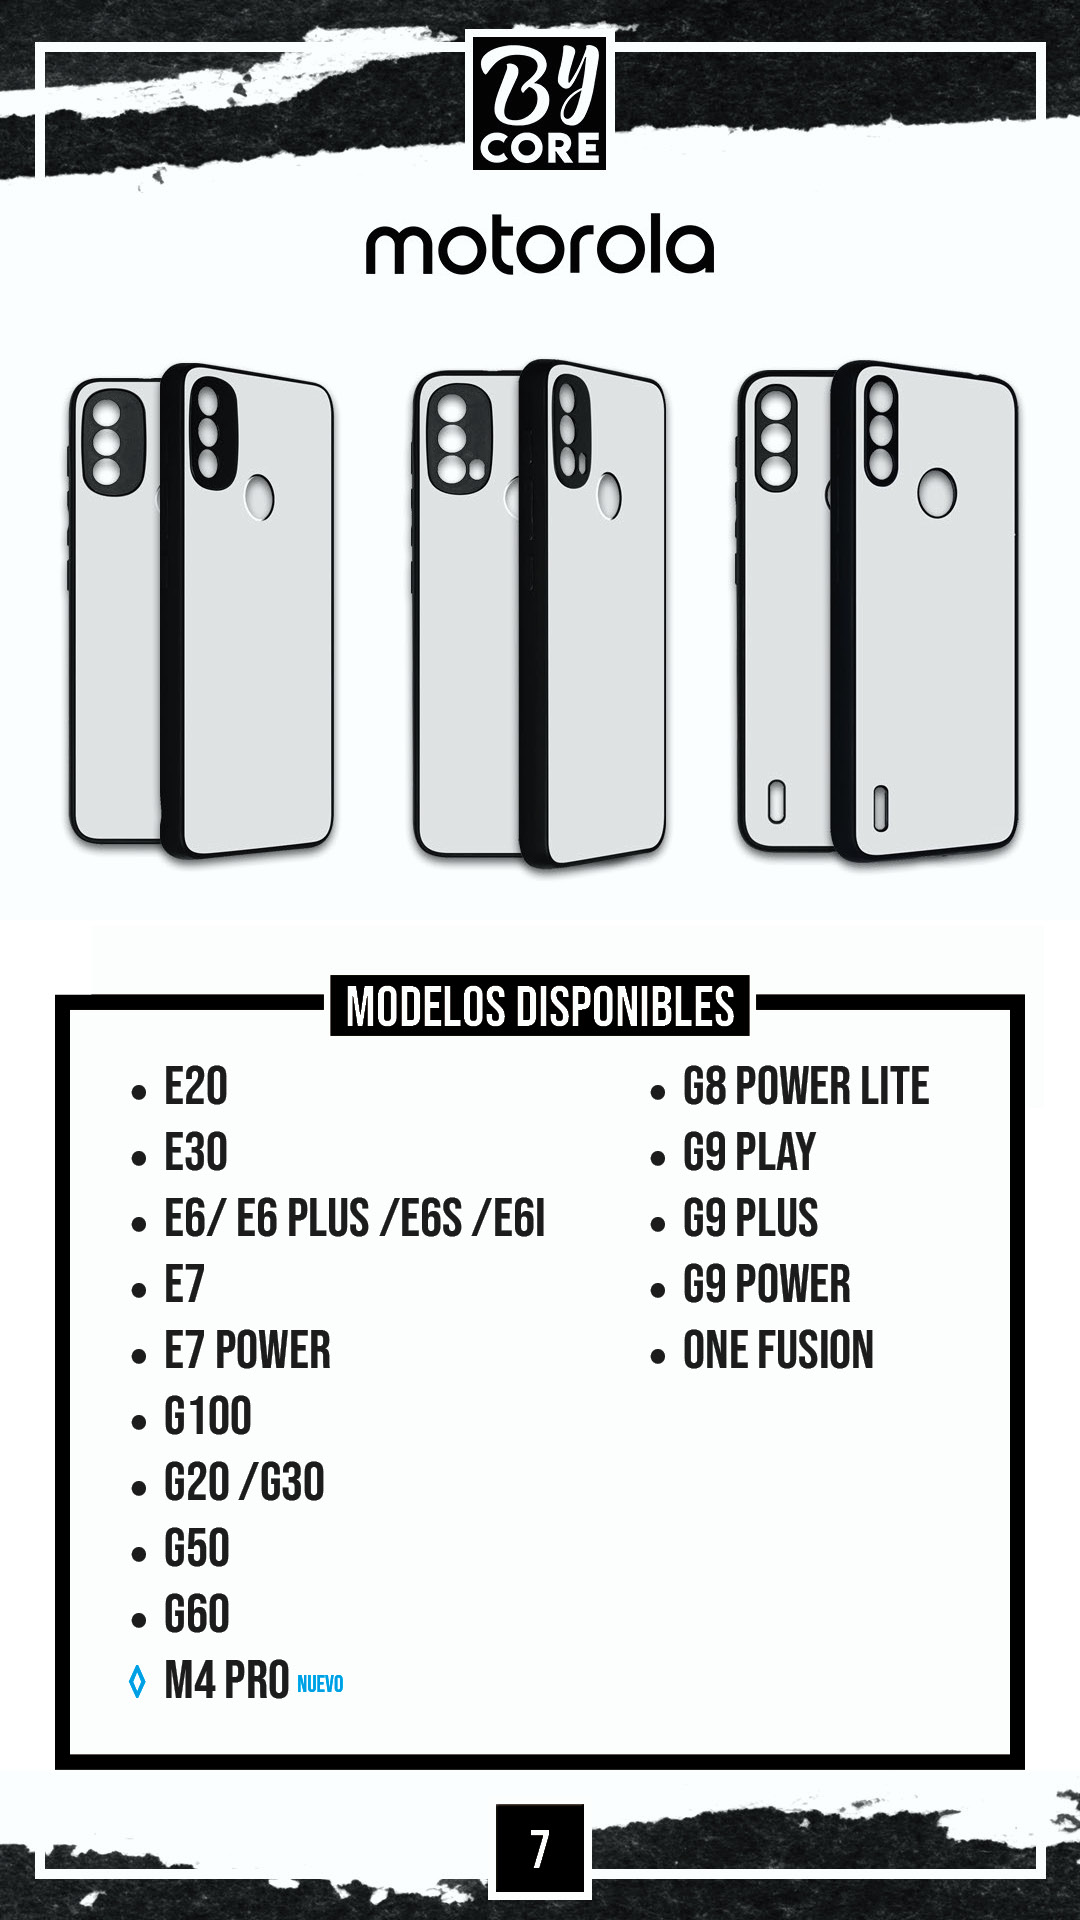 By
CORE
motorola
MODELOS DISPONIBLES
• E20
• E30
• E6/ E6 PLUS /E6S /E6I
• E7
• E7 POWER
• G100
• G20 /G30
• G50
• G60
◊ M4 PRO NUEVO
• G8 POWER LITE
• G9 PLAY
• G9 PLUS
• G9 POWER
• ONE FUSION
7